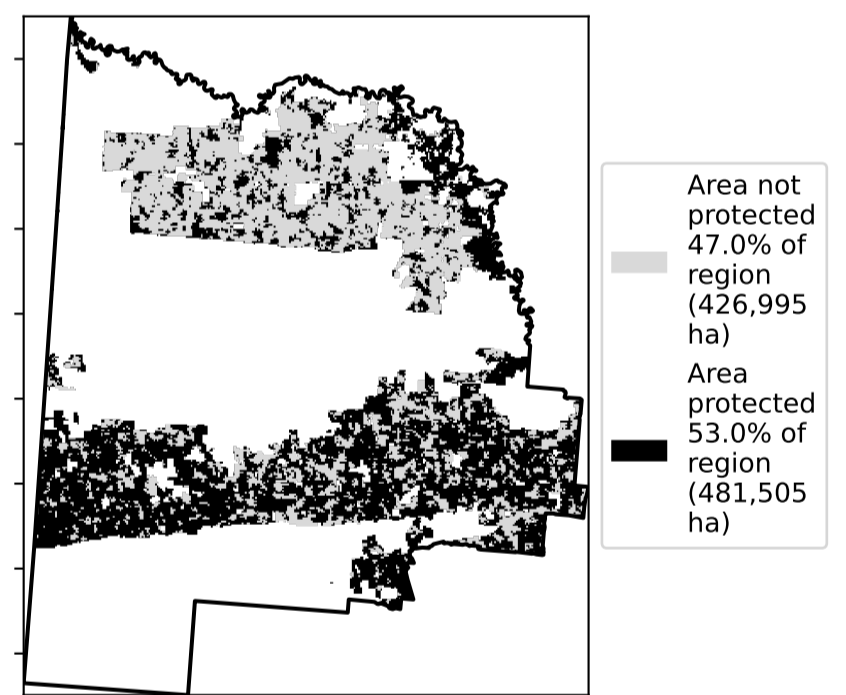 Area not
protected
47.0% of
region
(426,995
ha)
Area
protected
53.0% of
region
(481,505
ha)